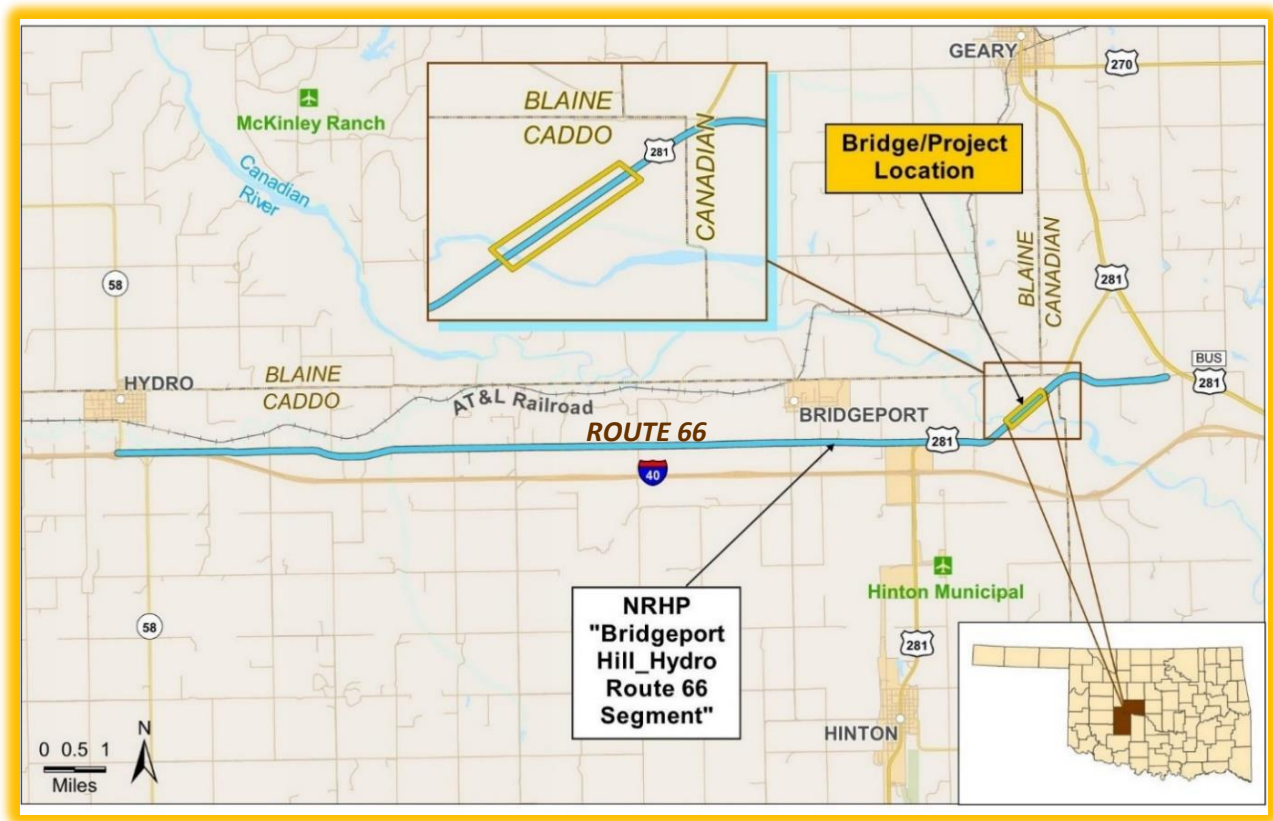 GEARY
270
McKinley Ranch
BLAINE
CADDO
CANADIAN
281
Bridge/Project
Location
Canadian
River
58
BLAINE
CANADIAN
281
HYDRO
BLAINE
CADDO
AT&L Railroad
BRIDGEPORT
BUS
281
ROUTE 66
281
40
NRHP
"Bridgeport
Hill_Hydro
Route 66
Segment"
Hinton Municipal
58
281
HINTON
N
0 0.5 1
Miles